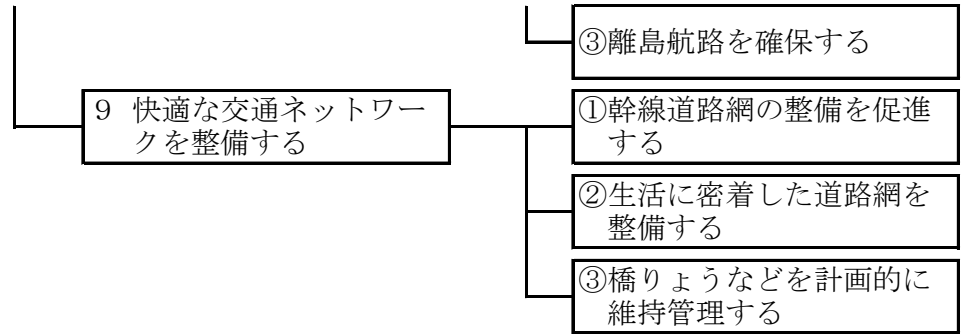 ③離島航路を確保する
９ 快適な交通ネットワー
クを整備する
①幹線道路網の整備を促進
する
②生活に密着した道路網を
整備する
③橋りょうなどを計画的に
維持管理する